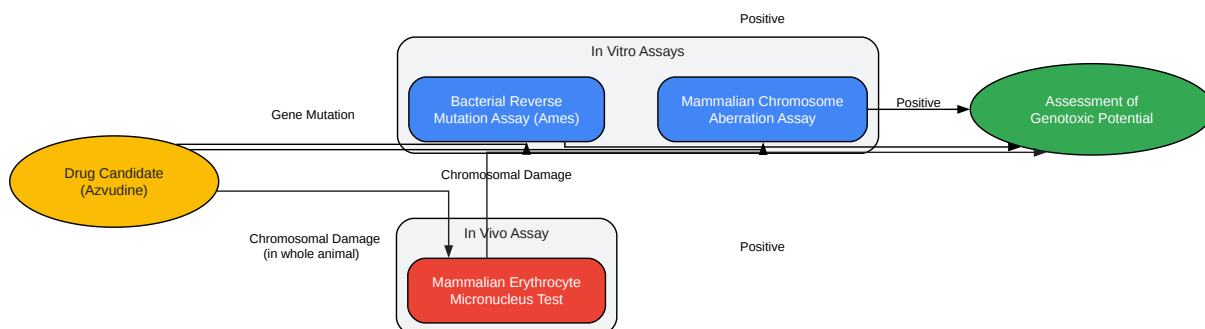 Positive
In Vitro Assays
Bacterial Reverse
Mutation Assay (Ames)
Mammalian Chromosome
Aberration Assay
Positive
Assessment of
Genotoxic Potential
Gene Mutation
Drug Candidate
(Azvudine)
Chromosomal Damage
Chromosomal Damage
(in whole animal)
In Vivo Assay
Positive
Mammalian Erythrocyte
Micronucleus Test